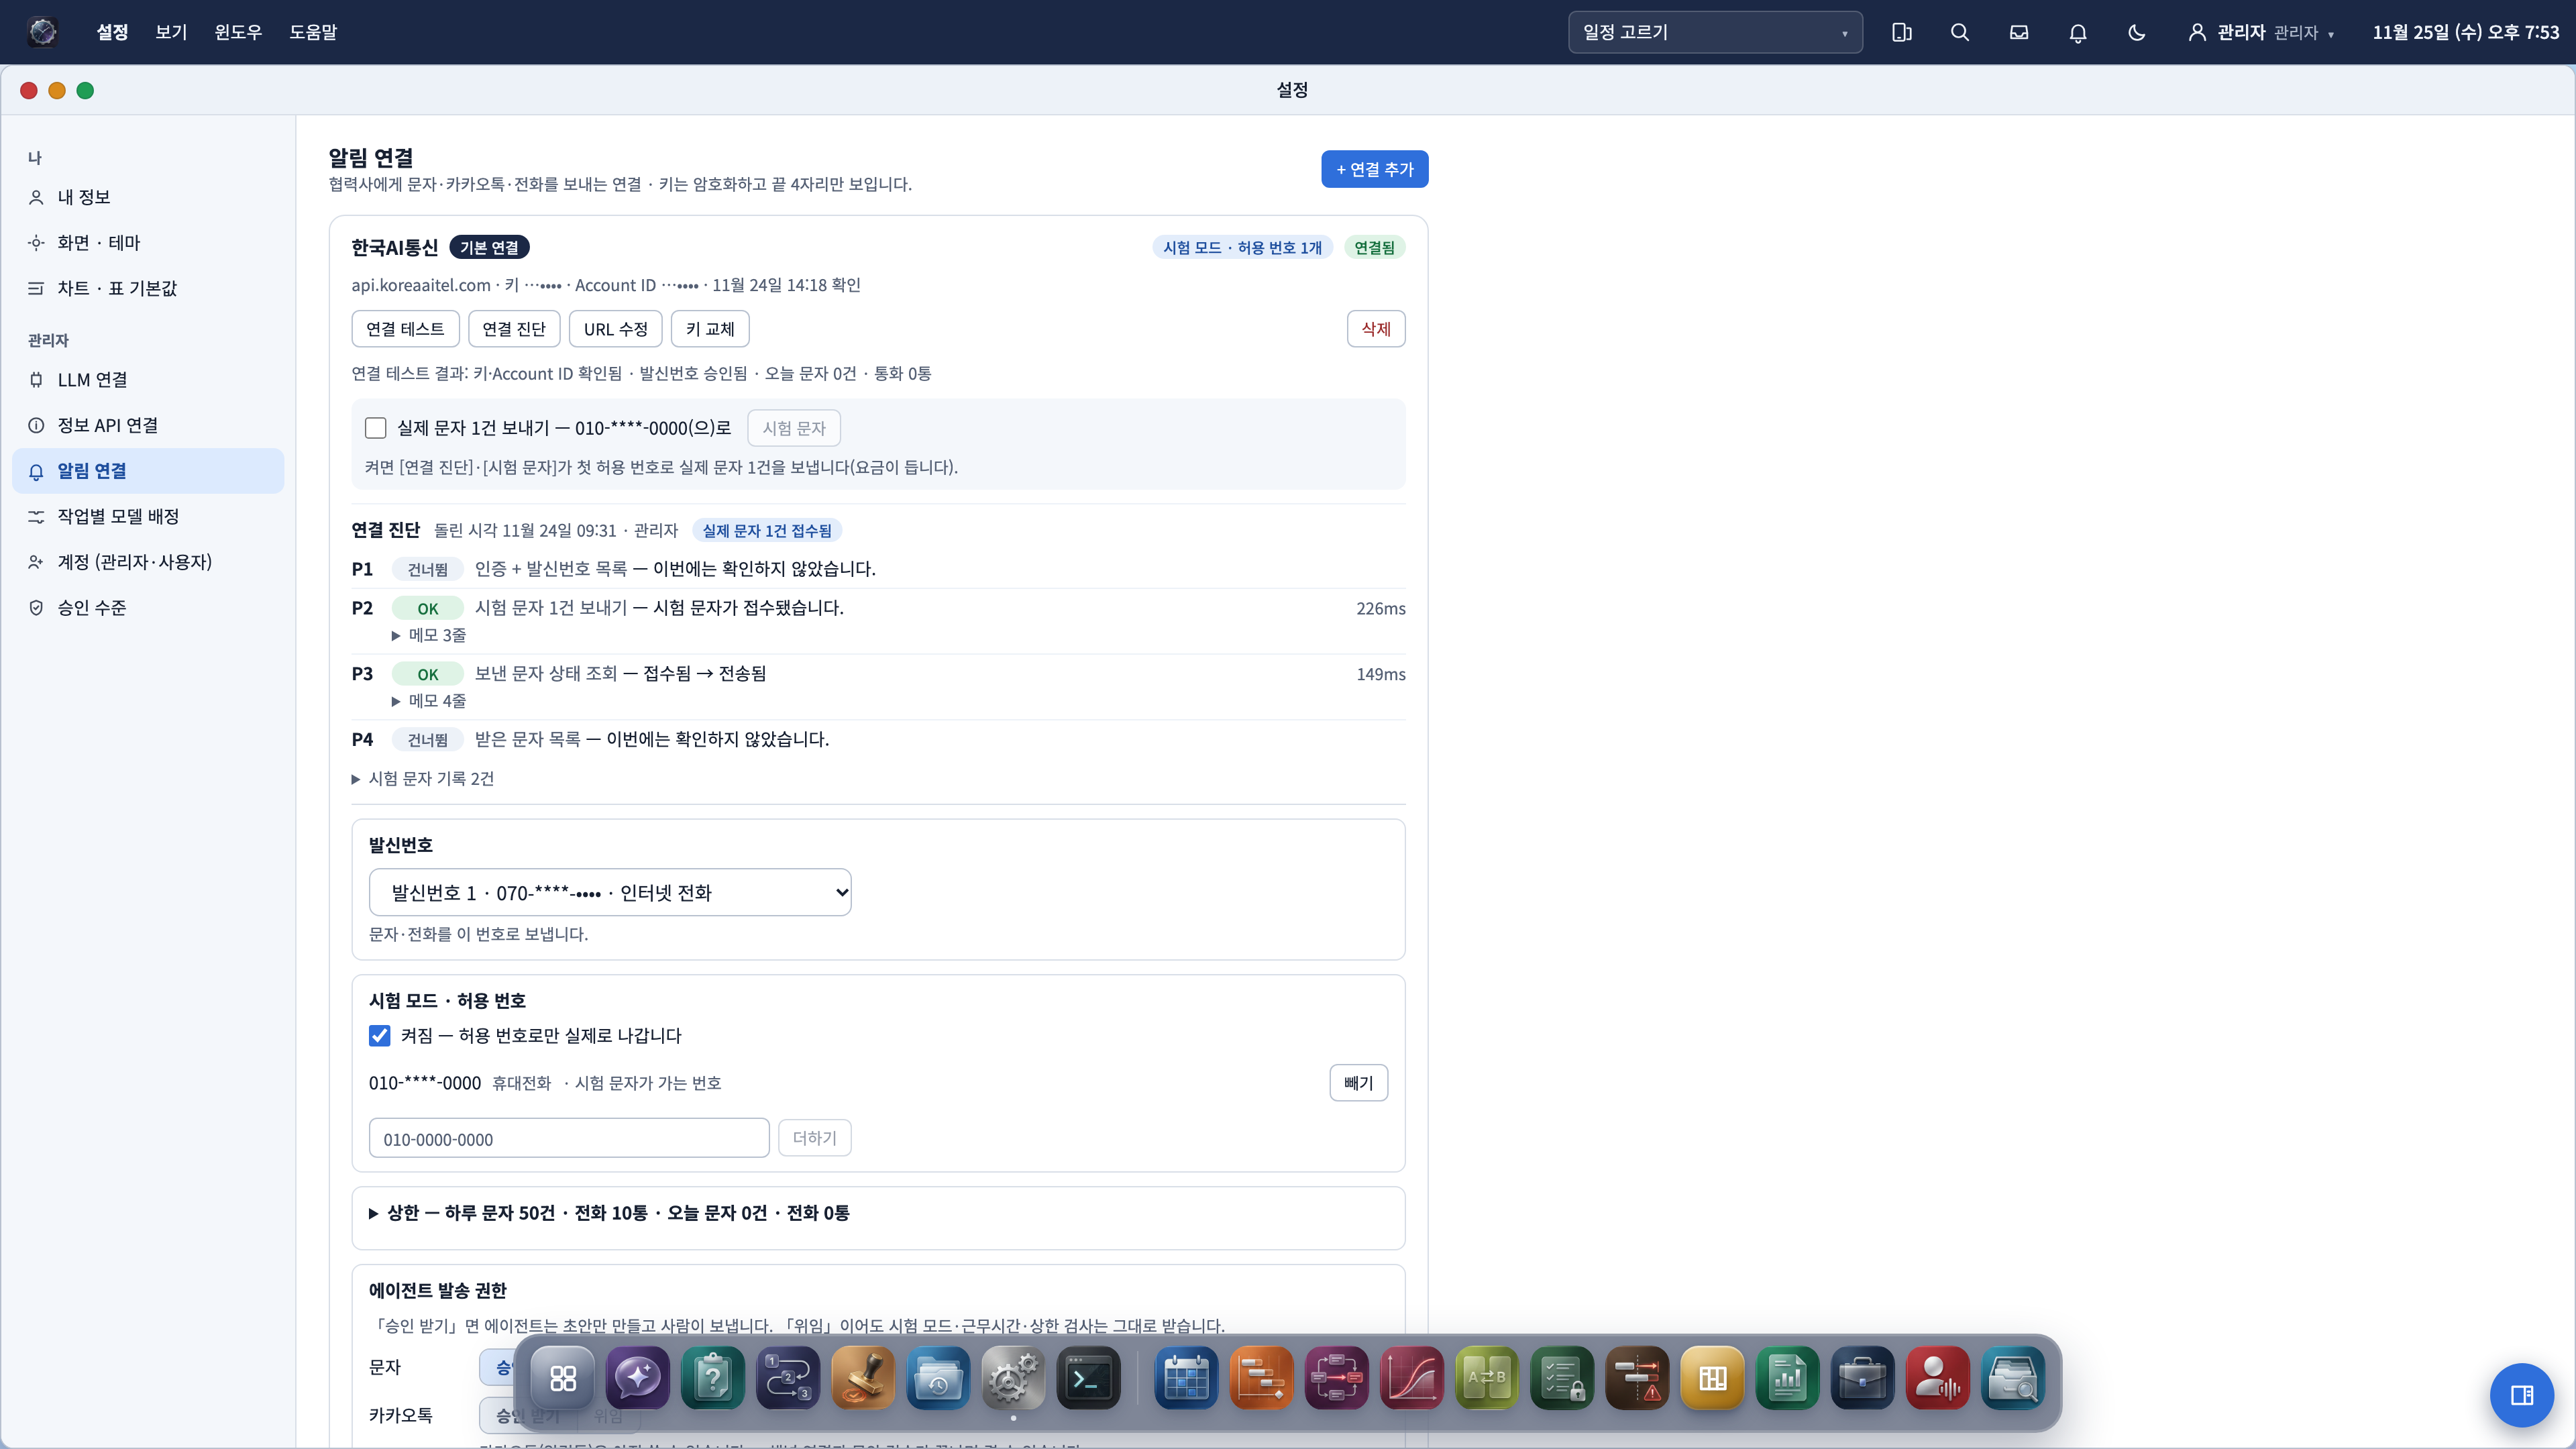 설정 보기 윈도우 도움말 일정 고르기 관리자 관리자 11월 25일 (수) 오후 7:53
설정
나
내 정보
화면 · 테마
차트 · 표 기본값
관리자
LLM 연결
정보 API 연결
알림 연결
작업별 모델 배정
계정 (관리자·사용자)
승인 수준
알림 연결
협력사에게 문자·카카오톡·전화를 보내는 연결 · 키는 암호화하고 끝 4자리만 보입니다.
+ 연결 추가
한국AI통신 기본 연결 시험 모드 · 허용 번호 1개 연결됨
api.koreaaitel.com · 키 ···•••• · Account ID ···•••• · 11월 24일 14:18 확인
연결 테스트 연결 진단 URL 수정 키 교체 삭제
연결 테스트 결과: 키·Account ID 확인됨 · 발신번호 승인됨 · 오늘 문자 0건 · 통화 0통
실제 문자 1건 보내기 — 010-****-0000(으)로 시험 문자
켜면 [연결 진단]·[시험 문자]가 첫 허용 번호로 실제 문자 1건을 보냅니다(요금이 듭니다).
연결 진단 돌린 시각 11월 24일 09:31 · 관리자 실제 문자 1건 접수됨
P1 건너뜀 인증 + 발신번호 목록 — 이번에는 확인하지 않았습니다.
P2 OK 시험 문자 1건 보내기 — 시험 문자가 접수됐습니다. 226ms
▶ 메모 3줄
P3 OK 보낸 문자 상태 조회 — 접수됨 → 전송됨 149ms
▶ 메모 4줄
P4 건너뜀 받은 문자 목록 — 이번에는 확인하지 않았습니다.
▶ 시험 문자 기록 2건
발신번호
발신번호 1 · 070-****-•••• · 인터넷 전화
문자·전화를 이 번호로 보냅니다.
시험 모드 · 허용 번호
켜짐 — 허용 번호로만 실제로 나갑니다
010-****-0000 휴대전화 · 시험 문자가 가는 번호 빼기
010-0000-0000 더하기
▶ 상한 — 하루 문자 50건 · 전화 10통 · 오늘 문자 0건 · 전화 0통
에이전트 발송 권한
「승인 받기」면 에이전트는 초안만 만들고 사람이 보냅니다. 「위임」이어도 시험 모드·근무시간·상한 검사는 그대로 받습니다.
문자
카카오톡 승인 받기 위임
1 2 3
A⇄B